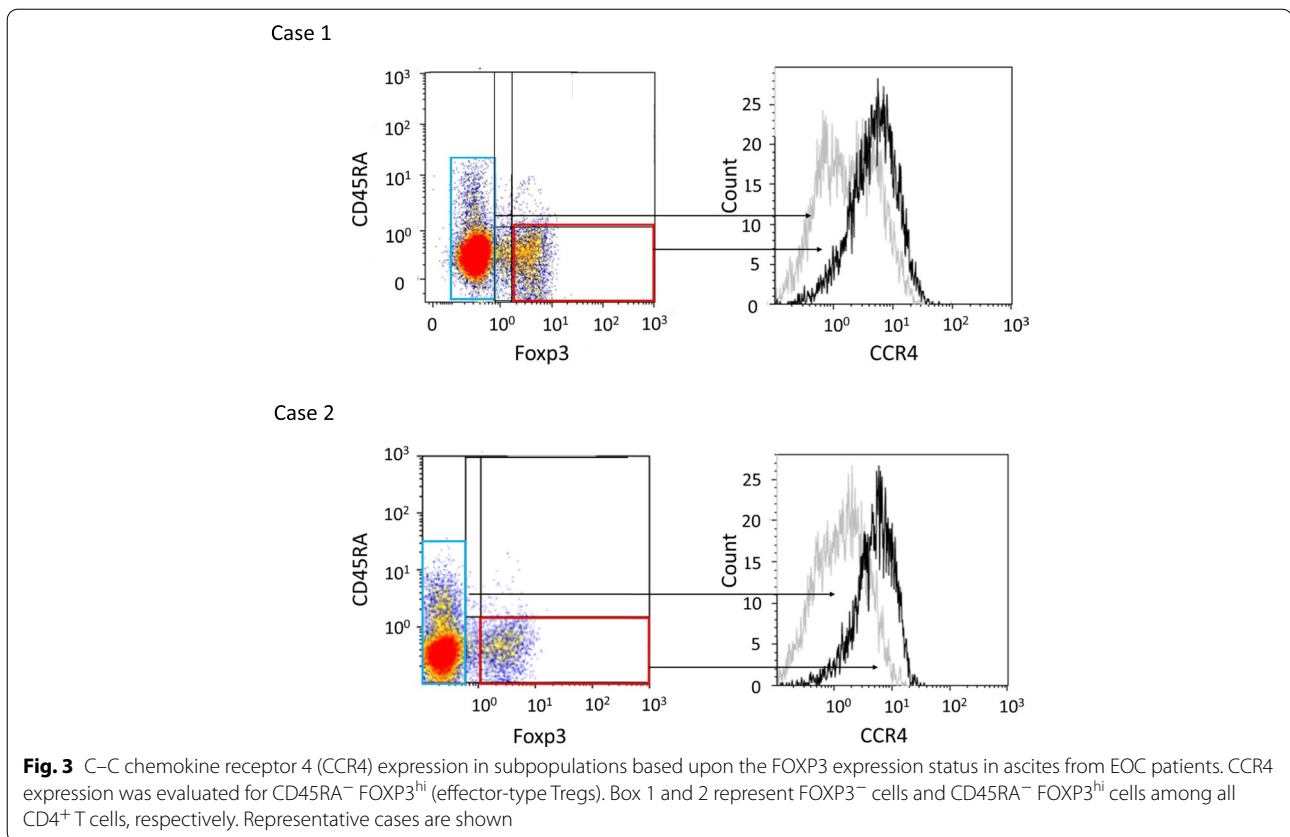 Case 1
CD45RA
10³
10²
10¹
10⁰
0
0 10⁰ 10¹ 10² 10³
Foxp3
Count
25
20
15
10
5
0
10⁰ 10¹ 10² 10³
CCR4
Case 2
CD45RA
10³
10²
10¹
10⁰
10⁰ 10¹ 10² 10³
Foxp3
Count
25
20
15
10
5
0
10⁰ 10¹ 10² 10³
CCR4
Fig. 3 C–C chemokine receptor 4 (CCR4) expression in subpopulations based upon the FOXP3 expression status in ascites from EOC patients. CCR4
expression was evaluated for CD45RA⁻ FOXP3ʰⁱ (effector-type Tregs). Box 1 and 2 represent FOXP3⁻ cells and CD45RA⁻ FOXP3ʰⁱ cells among all
CD4⁺ T cells, respectively. Representative cases are shown